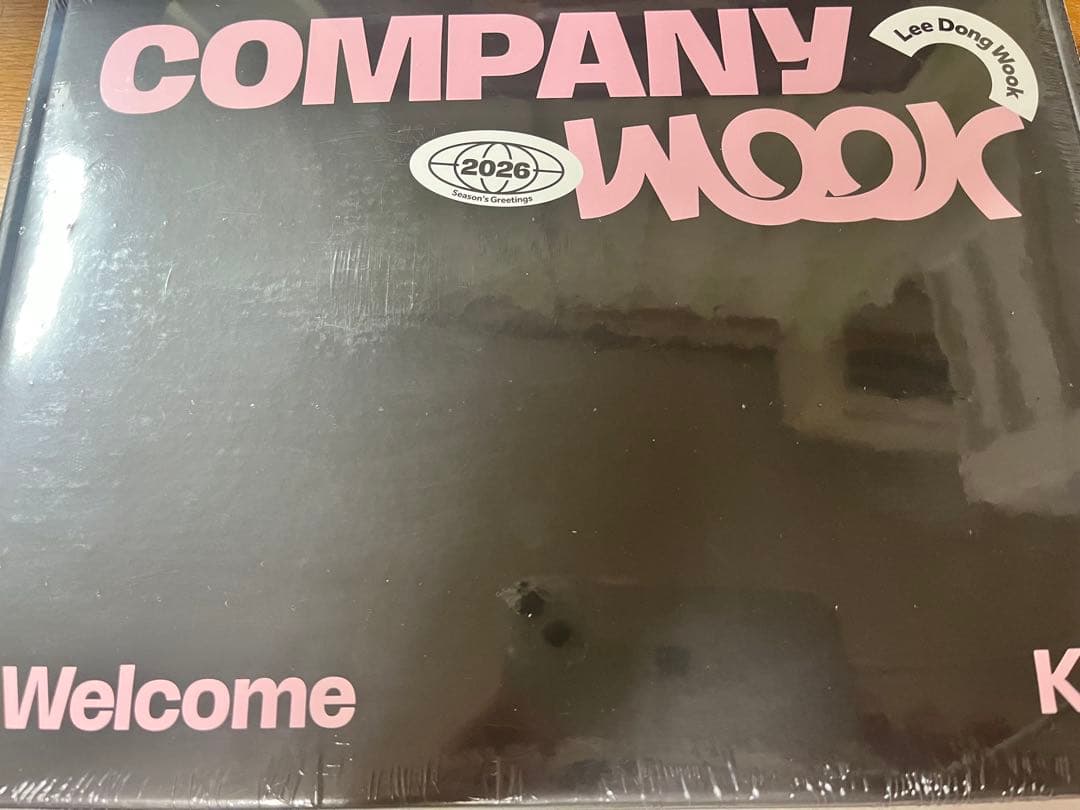 COMPANY
Lee Dong Wook
WOOK
2026
Season's Greetings
Welcome
K